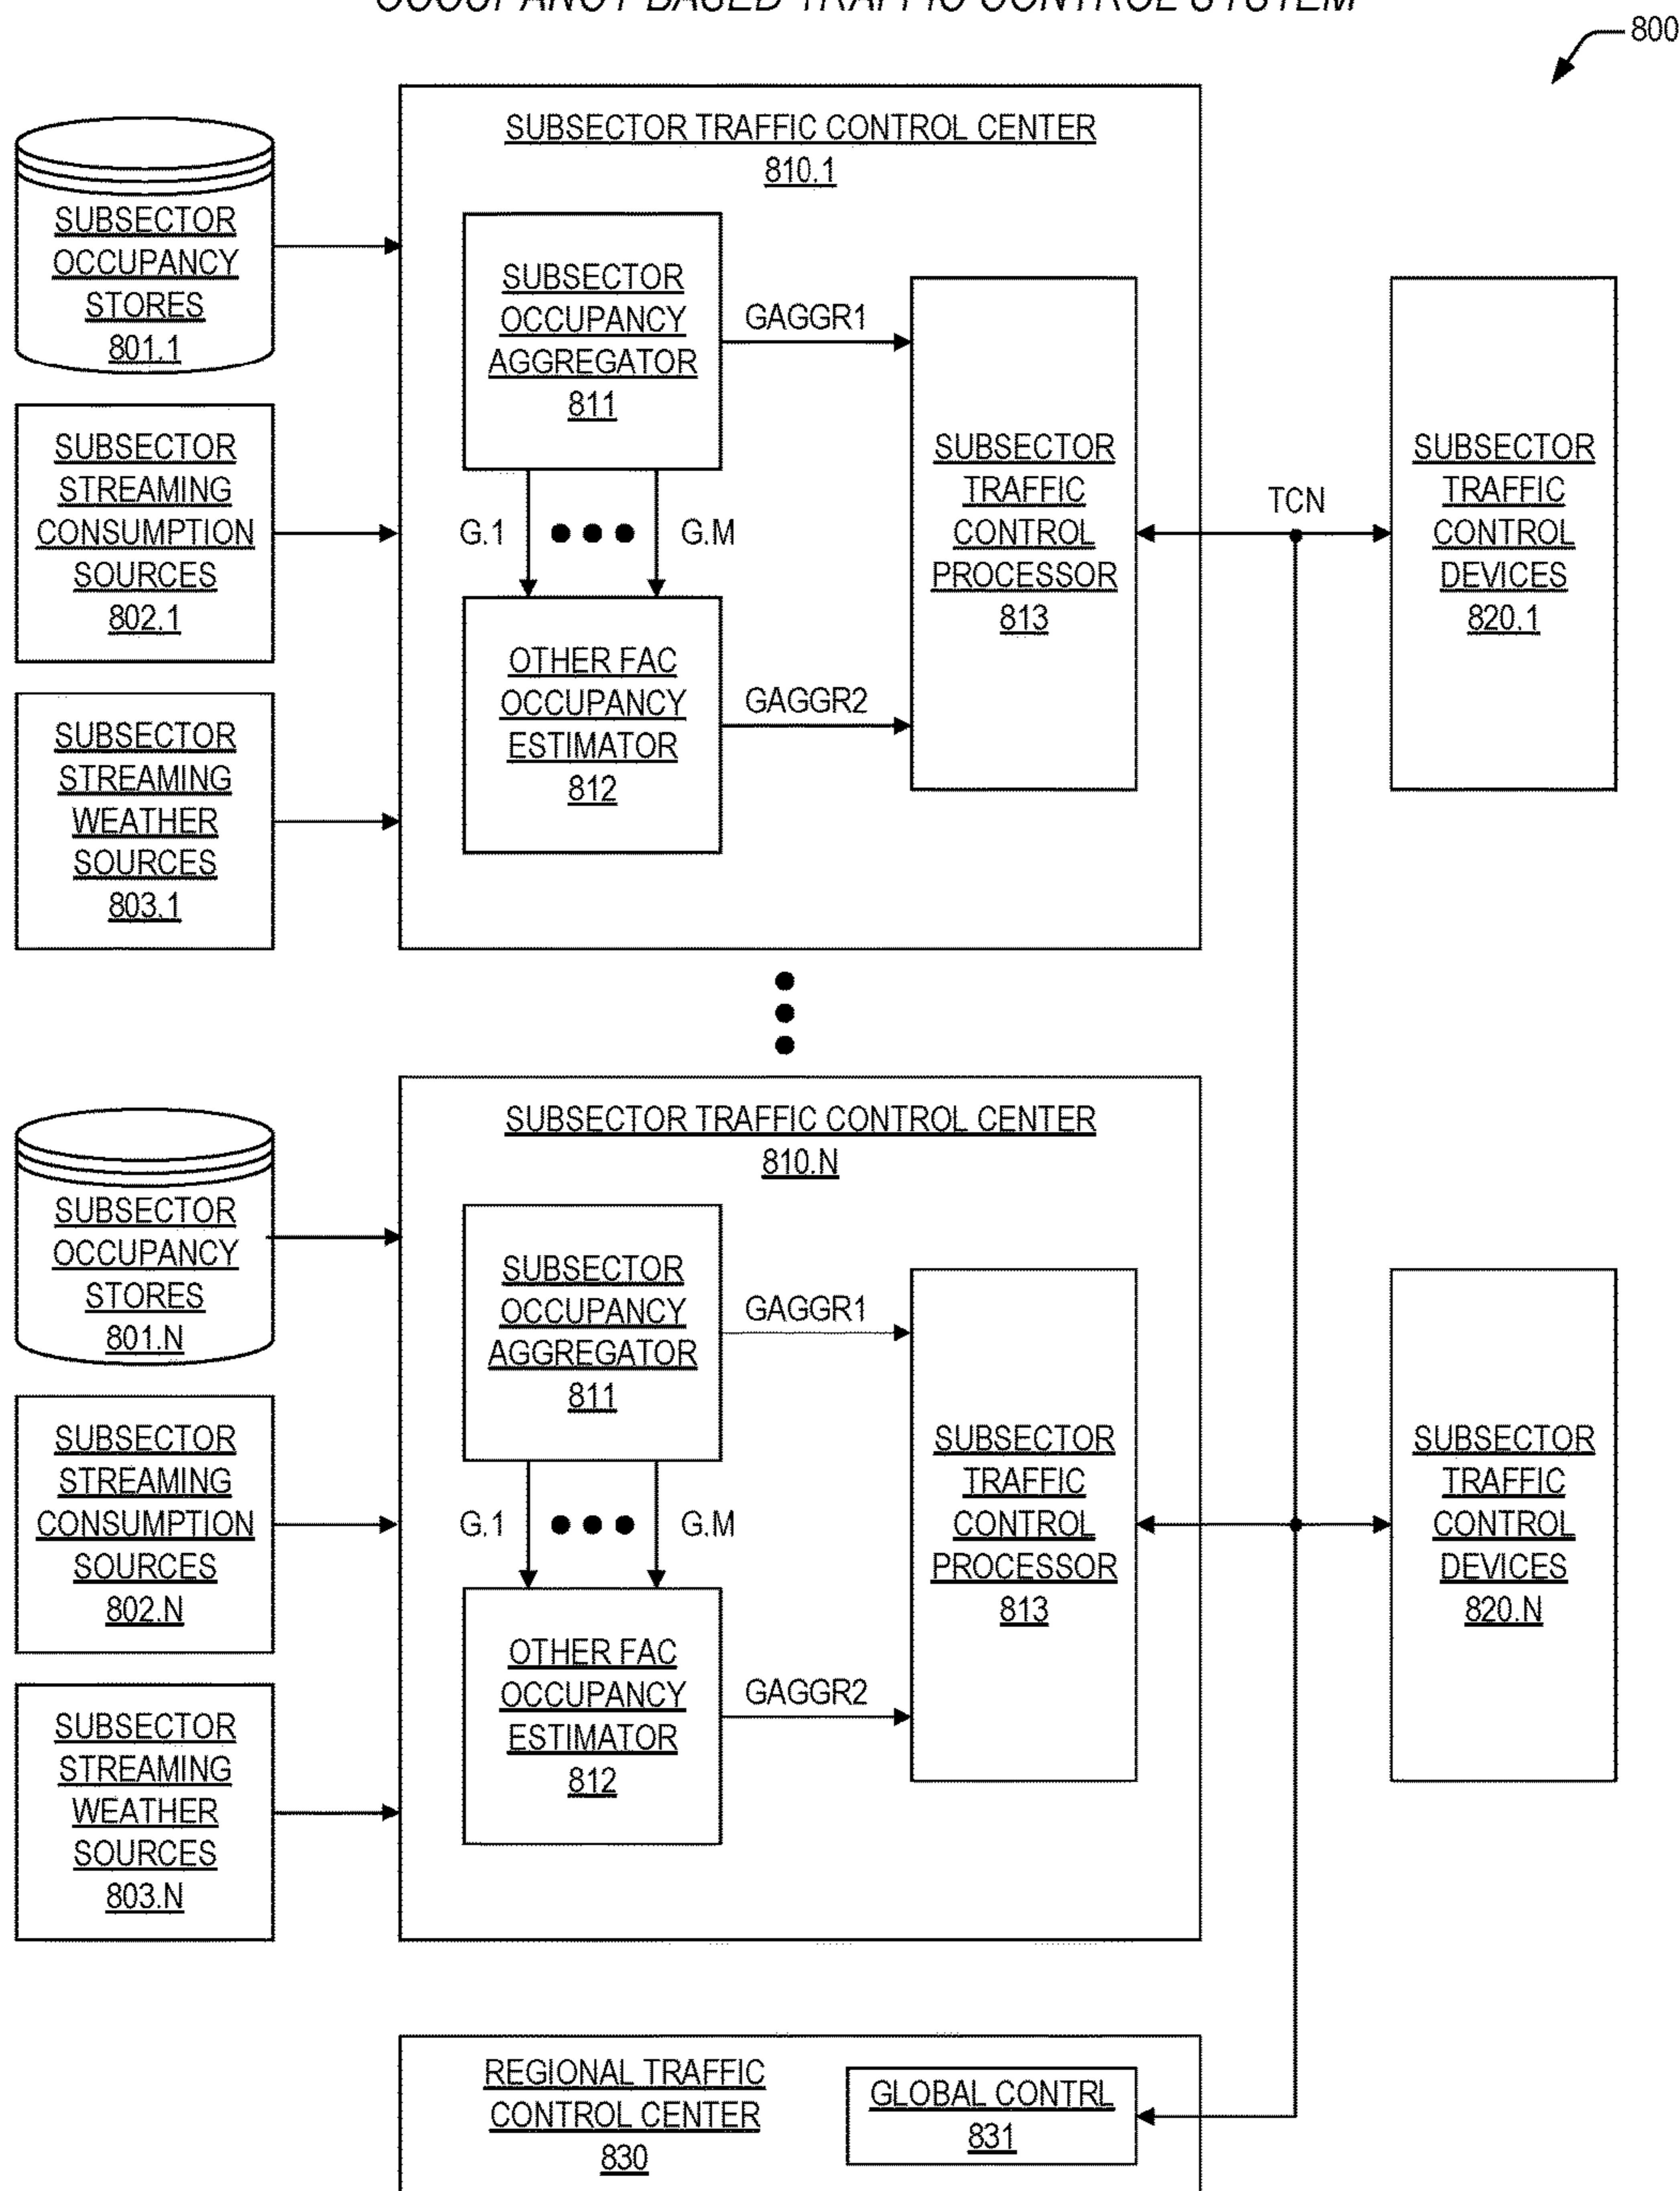 OCCUPANCY BASED TRAFFIC CONTROL SYSTEM
800
SUBSECTOR
OCCUPANCY
STORES
801.1
SUBSECTOR
STREAMING
CONSUMPTION
SOURCES
802.1
SUBSECTOR
STREAMING
WEATHER
SOURCES
803.1
SUBSECTOR TRAFFIC CONTROL CENTER
810.1
SUBSECTOR
OCCUPANCY
AGGREGATOR
811
GAGGR1
G.1
G.M
OTHER FAC
OCCUPANCY
ESTIMATOR
812
GAGGR2
SUBSECTOR
TRAFFIC
CONTROL
PROCESSOR
813
TCN
SUBSECTOR
TRAFFIC
CONTROL
DEVICES
820.1
SUBSECTOR
OCCUPANCY
STORES
801.N
SUBSECTOR
STREAMING
CONSUMPTION
SOURCES
802.N
SUBSECTOR
STREAMING
WEATHER
SOURCES
803.N
SUBSECTOR TRAFFIC CONTROL CENTER
810.N
SUBSECTOR
OCCUPANCY
AGGREGATOR
811
GAGGR1
G.1
G.M
OTHER FAC
OCCUPANCY
ESTIMATOR
812
GAGGR2
SUBSECTOR
TRAFFIC
CONTROL
PROCESSOR
813
SUBSECTOR
TRAFFIC
CONTROL
DEVICES
820.N
REGIONAL TRAFFIC
CONTROL CENTER
830
GLOBAL CONTRL
831